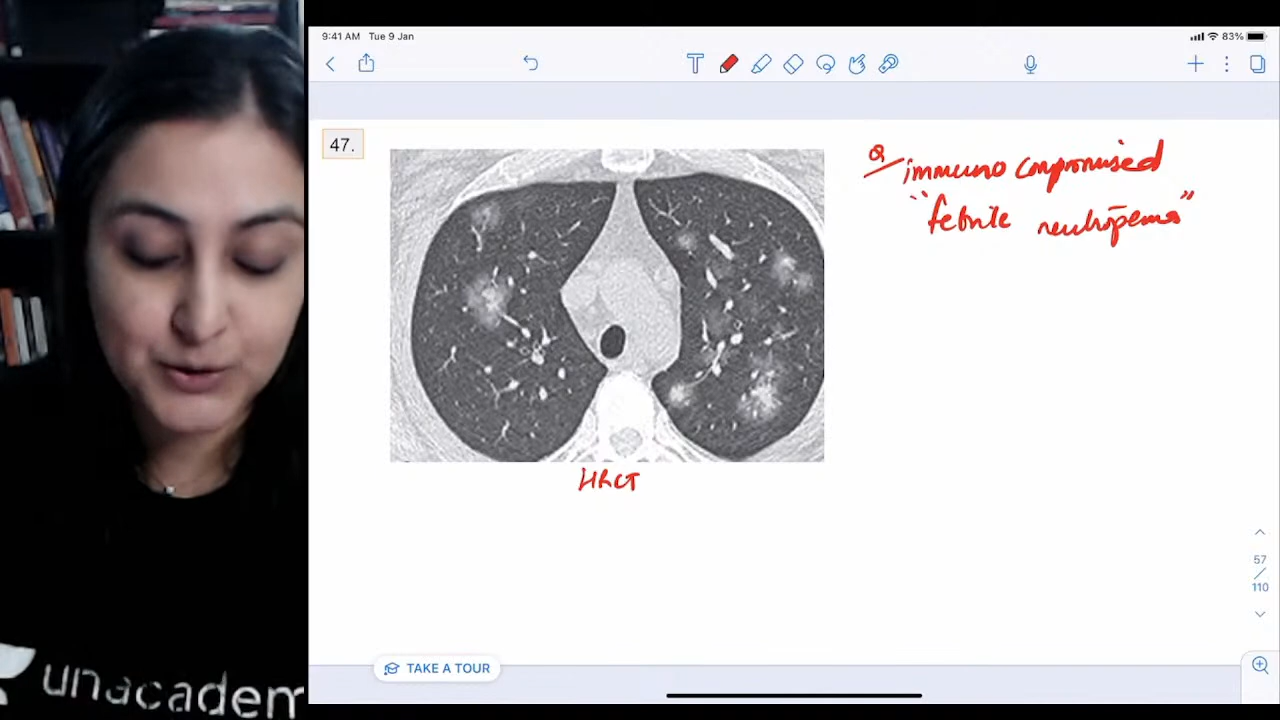 9:41 AM Tue 9 Jan
83%
T
47.
Q immuno compromised
"febrile neutropenia"
HRCT
57
110
TAKE A TOUR
unacadem